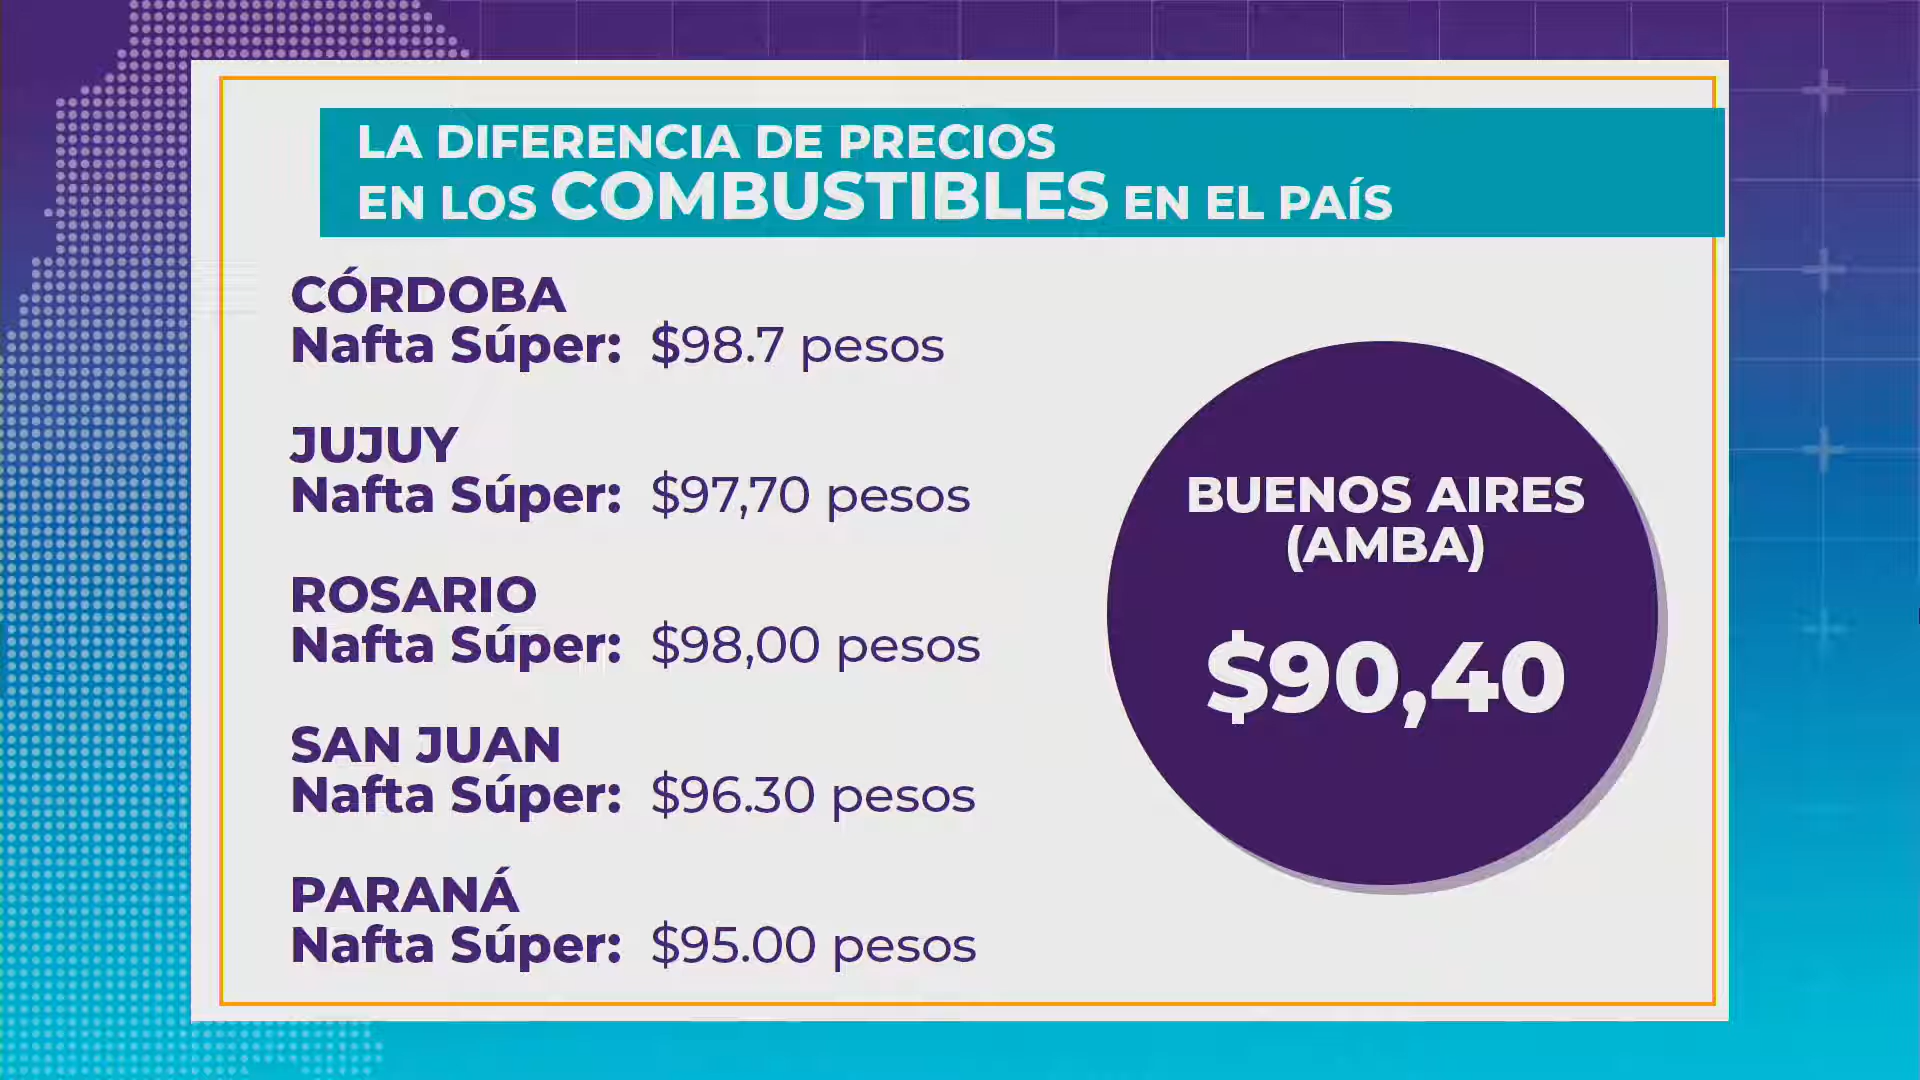 LA DIFERENCIA DE PRECIOS
EN LOS COMBUSTIBLES EN EL PAÍS
CÓRDOBA
Nafta Súper: $98.7 pesos
JUJUY
Nafta Súper: $97,70 pesos
ROSARIO
Nafta Súper: $98,00 pesos
SAN JUAN
Nafta Súper: $96.30 pesos
PARANÁ
Nafta Súper: $95.00 pesos
BUENOS AIRES
(AMBA)
$90,40